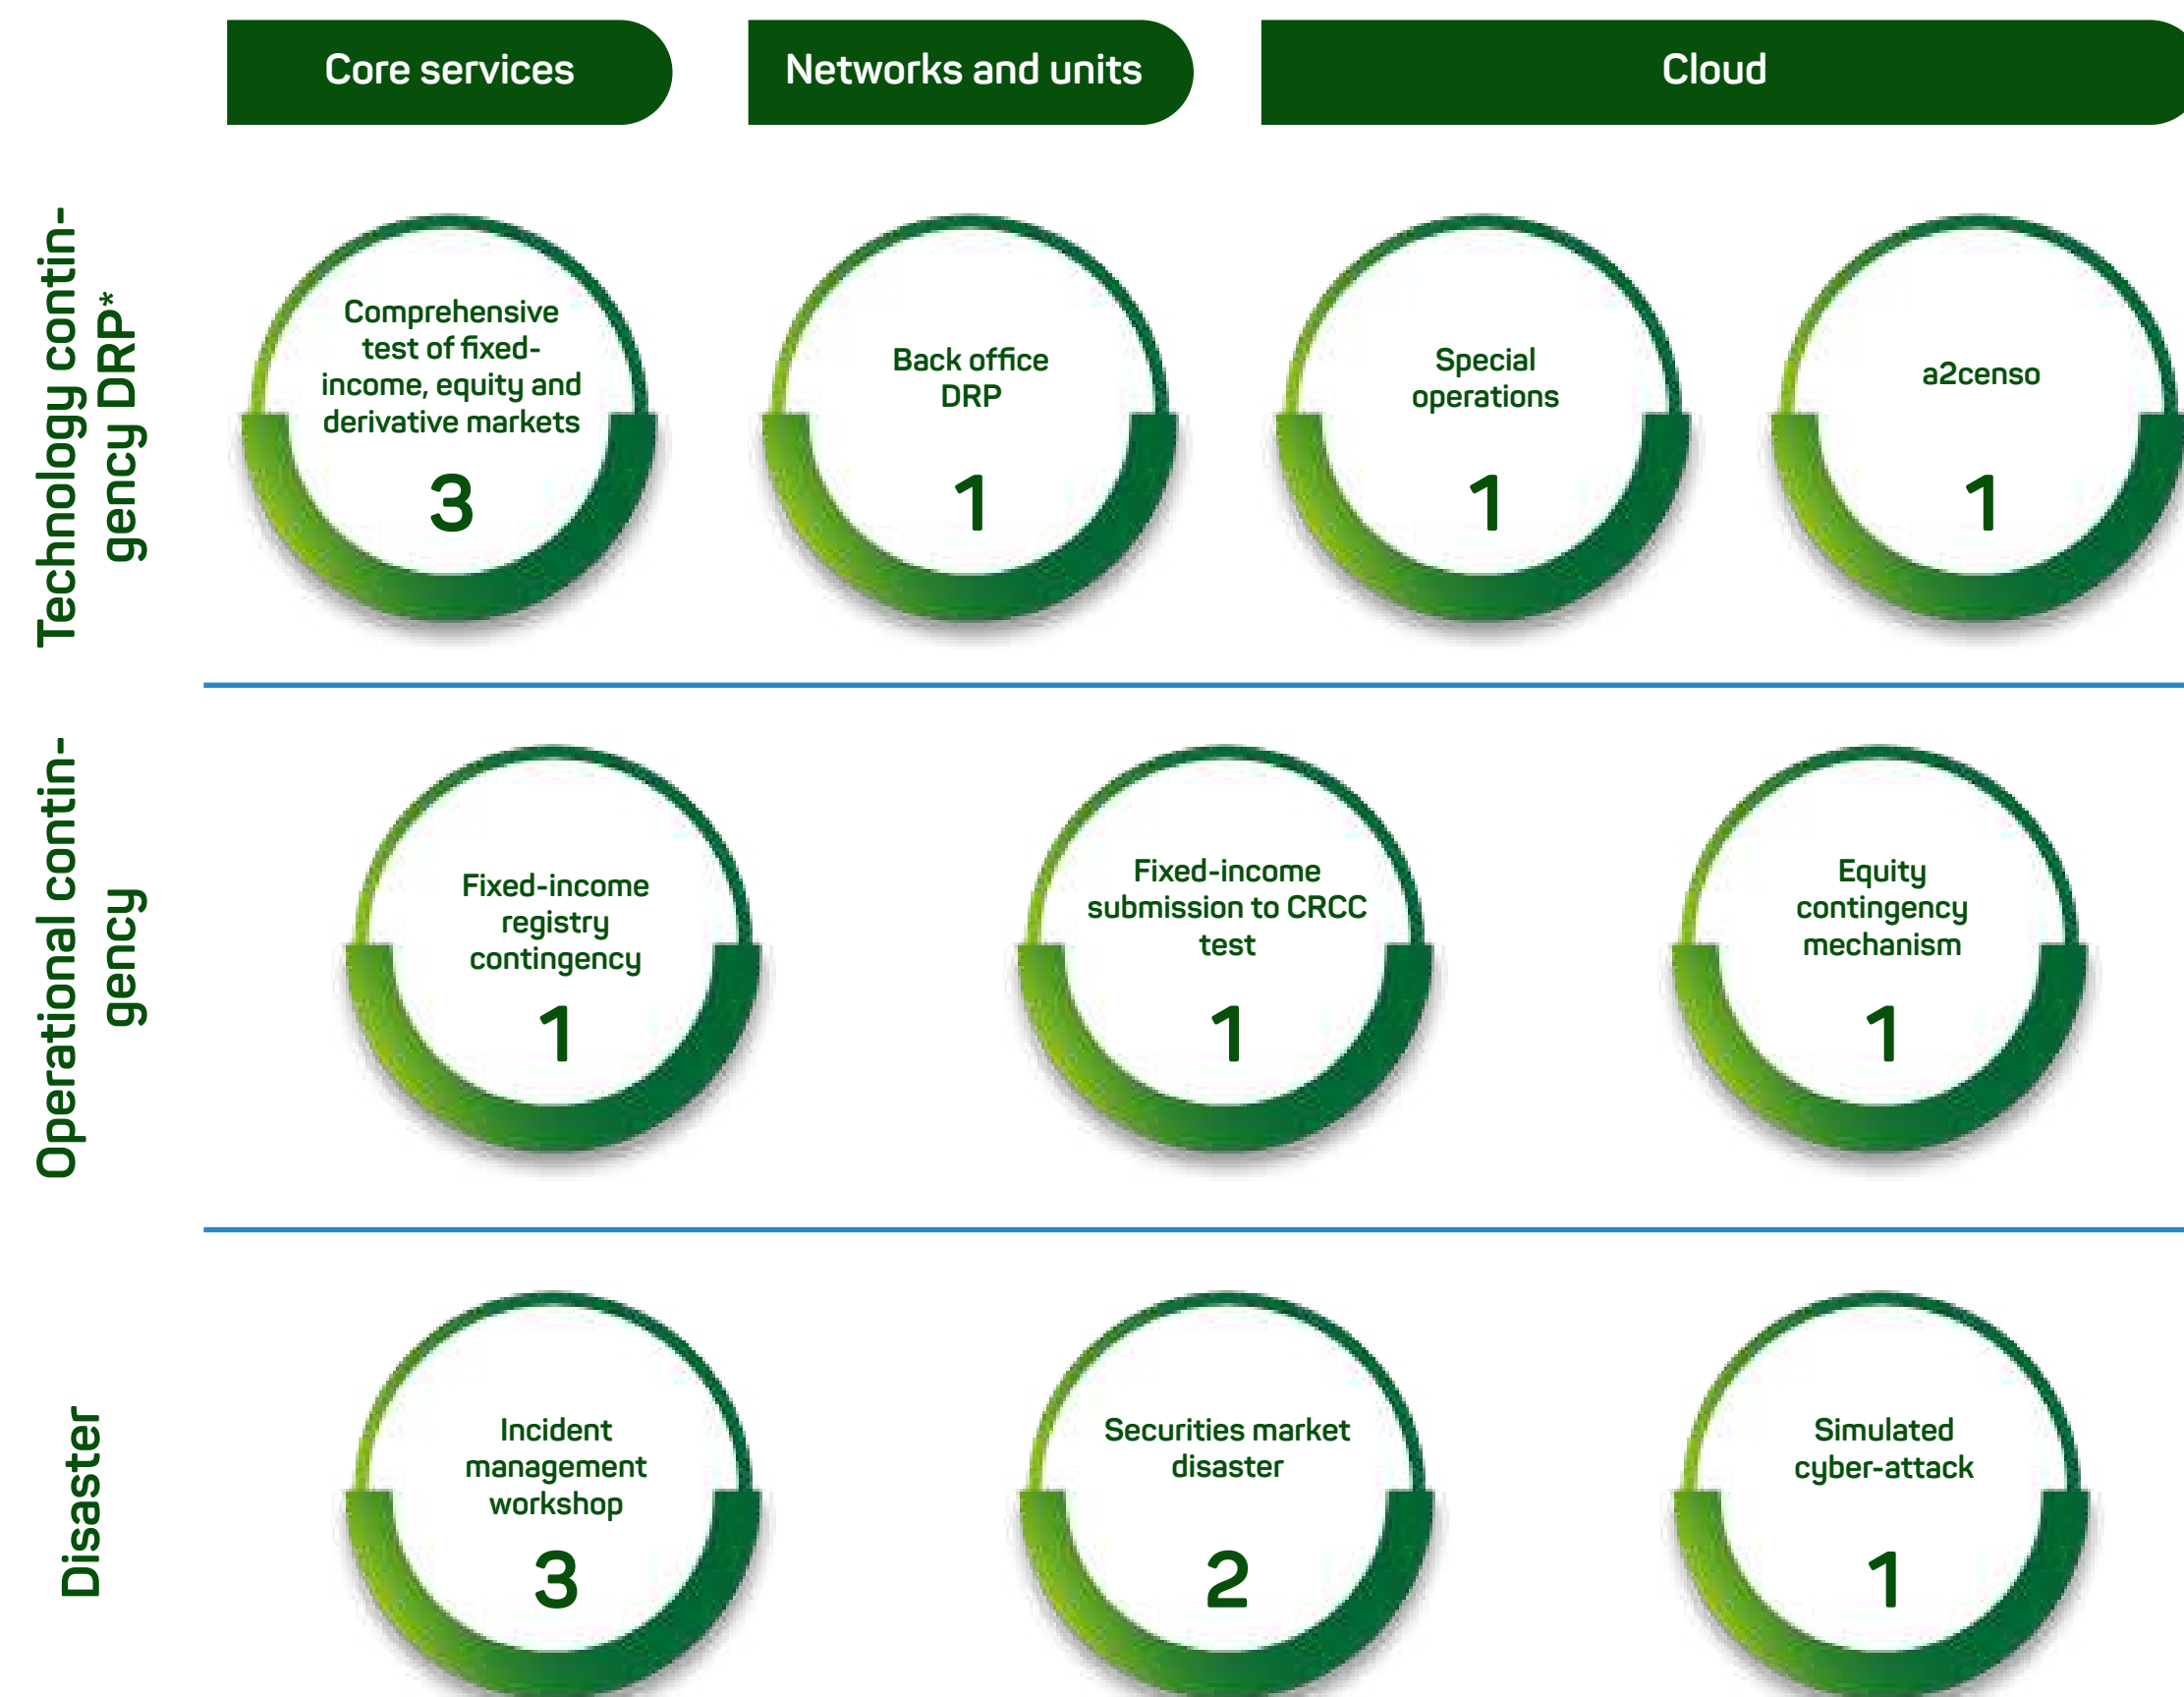 Core services
Networks and units
Cloud
Technology contin-
gency DRP*
Comprehensive
test of fixed-
income, equity and
derivative markets
3
Back office
DRP
1
Special
operations
1
a2censo
1
Operational contin-
gency
Fixed-income
registry
contingency
1
Fixed-income
submission to CRCC
test
1
Equity
contingency
mechanism
1
Disaster
Incident
management
workshop
3
Securities market
disaster
2
Simulated
cyber-attack
1